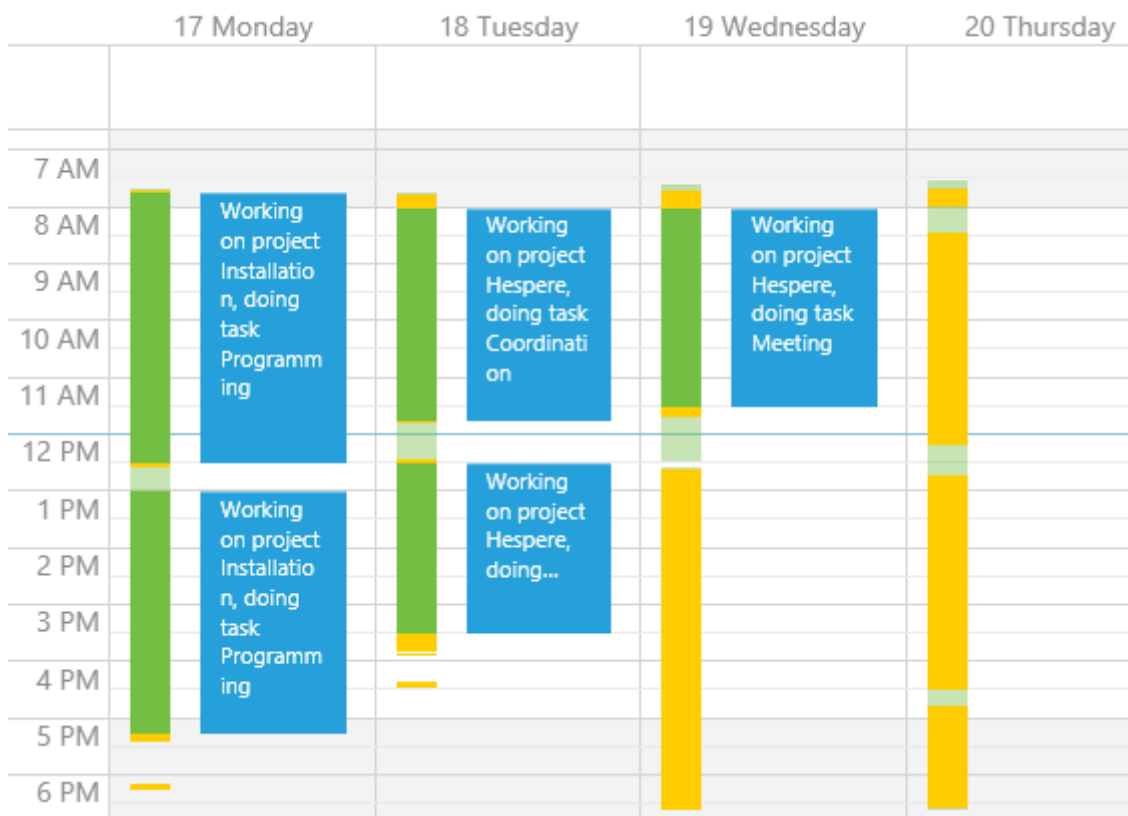 17 Monday
18 Tuesday
19 Wednesday
20 Thursday
7 AM
8 AM
9 AM
10 AM
11 AM
12 PM
1 PM
2 PM
3 PM
4 PM
5 PM
6 PM
Working
on project
Installatio
n, doing
task
Programm
ing
Working
on project
Installatio
n, doing
task
Programm
ing
Working
on project
Hespere,
doing task
Coordinati
on
Working
on project
Hespere,
doing...
Working
on project
Hespere,
doing task
Meeting